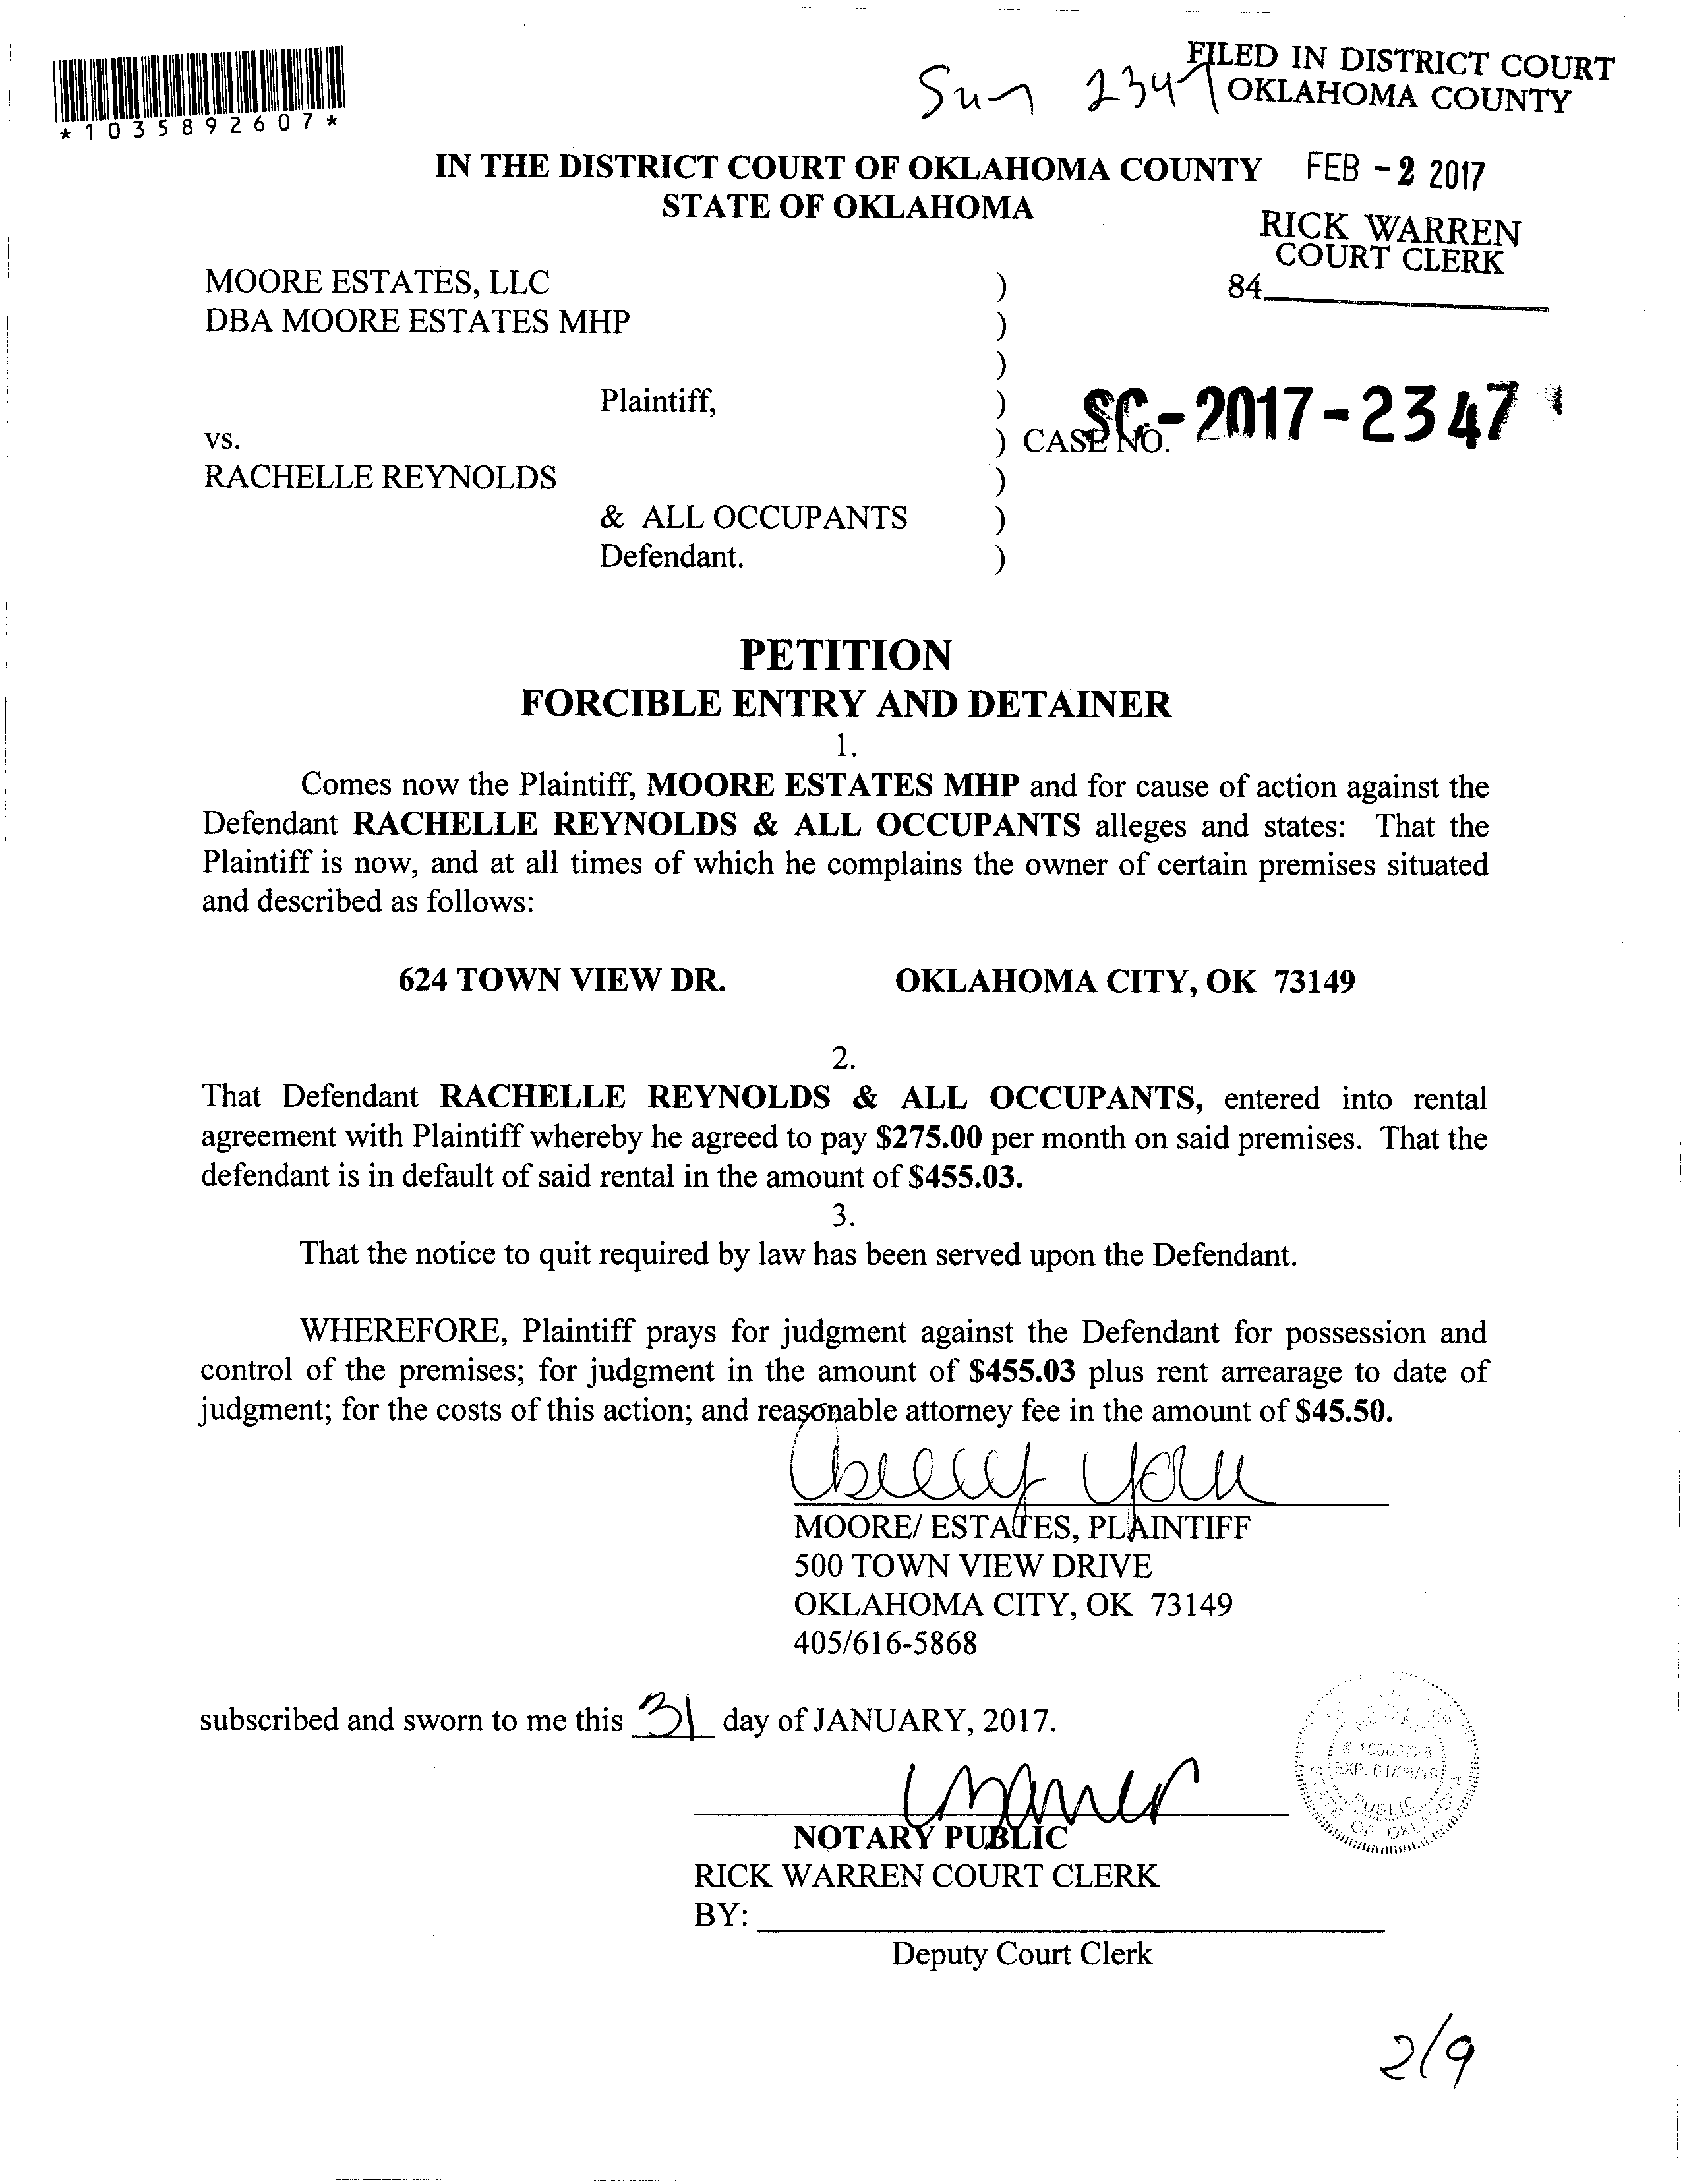 *1035892607*
Sun 2347
FILED IN DISTRICT COURT
OKLAHOMA COUNTY
IN THE DISTRICT COURT OF OKLAHOMA COUNTY
STATE OF OKLAHOMA
FEB - 2 2017
RICK WARREN
COURT CLERK
84
MOORE ESTATES, LLC )
DBA MOORE ESTATES MHP )
)
Plaintiff, )
vs. ) CASE NO. SC-2017-2347
RACHELLE REYNOLDS )
& ALL OCCUPANTS )
Defendant. )
PETITION
FORCIBLE ENTRY AND DETAINER
1.
Comes now the Plaintiff, MOORE ESTATES MHP and for cause of action against the
Defendant RACHELLE REYNOLDS & ALL OCCUPANTS alleges and states: That the
Plaintiff is now, and at all times of which he complains the owner of certain premises situated
and described as follows:
624 TOWN VIEW DR. OKLAHOMA CITY, OK 73149
2.
That Defendant RACHELLE REYNOLDS & ALL OCCUPANTS, entered into rental
agreement with Plaintiff whereby he agreed to pay $275.00 per month on said premises. That the
defendant is in default of said rental in the amount of $455.03.
3.
That the notice to quit required by law has been served upon the Defendant.
WHEREFORE, Plaintiff prays for judgment against the Defendant for possession and
control of the premises; for judgment in the amount of $455.03 plus rent arrearage to date of
judgment; for the costs of this action; and reasonable attorney fee in the amount of $45.50.
MOORE/ ESTATES, PLAINTIFF
500 TOWN VIEW DRIVE
OKLAHOMA CITY, OK 73149
405/616-5868
subscribed and sworn to me this 31 day of JANUARY, 2017.
EXP. 01/26/19
PUBLIC
STATE OF OKLAHOMA
NOTARY PUBLIC
RICK WARREN COURT CLERK
BY:
Deputy Court Clerk
2/9